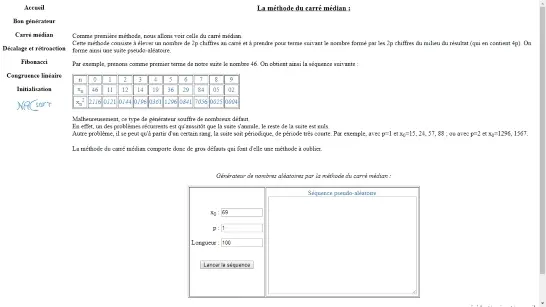 Accueil
Bon générateur
Carré médian
Décalage et rétroaction
Fibonacci
Congruence linéaire
Initialisation
La méthode du carré médian :
Comme première méthode, nous allons voir celle du carré médian.
Cette méthode consiste à élever un nombre de 2p chiffres au carré et à prendre pour terme suivant le nombre formé par les 2p chiffres du milieu du résultat (qui en contient 4p). On
forme ainsi une suite pseudo-aléatoire.
Par exemple, prenons comme premier terme de notre suite le nombre 46. On obtient ainsi la séquence suivante :
n 0 1 2 3 4 5 6 7 8 9
xn 46 11 12 14 19 36 29 84 05 02
xn² 2116 0121 0144 0196 0361 1296 0841 7056 0025 0004
Malheureusement, ce type de générateur souffre de nombreux défaut.
En effet, un des problèmes récurrents est qu'aussitôt que la suite s'annule, le reste de la suite est nuls.
Autre problème, il se peut qu'à partir d'un certain rang, la suite soit périodique, de période très courte. Par exemple, avec p=1 et x0=15, 24, 57, 88 ; ou avec p=2 et x0=1296, 1567.
La méthode du carré médian comporte donc de gros défauts qui font d'elle une méthode à oublier.
Générateur de nombres aléatoires par la méthode du carré médian :
x0 : 69
p : 1
Longueur : 100
Lancer la séquence
Séquence pseudo-aléatoire